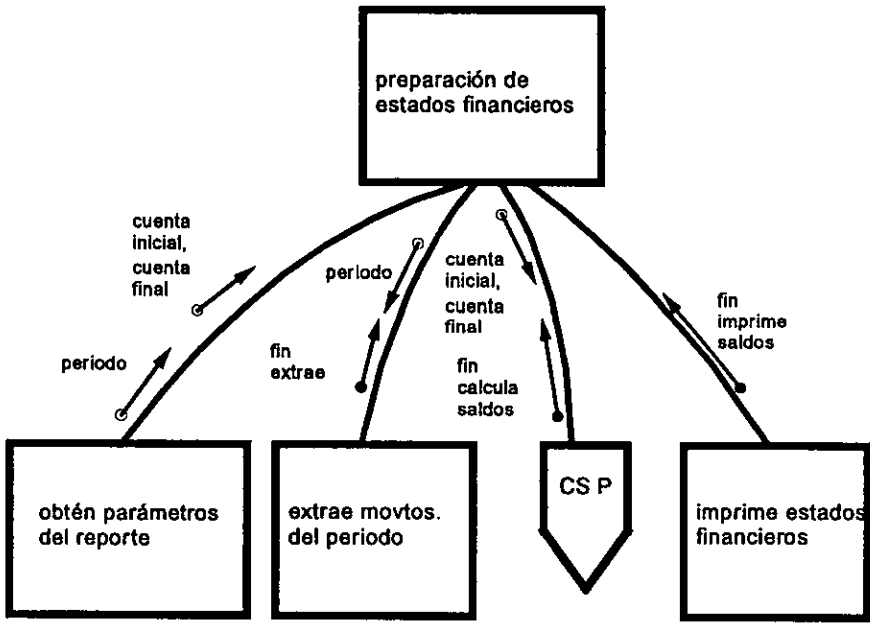 preparación de
estados financieros
cuenta
inicial,
cuenta
final
periodo
fin
extrae
periodo
cuenta
inicial,
cuenta
final
fin
calcula
saldos
fin
imprime
saldos
obtén parámetros
del reporte
extrae movtos.
del periodo
CS P
imprime estados
financieros